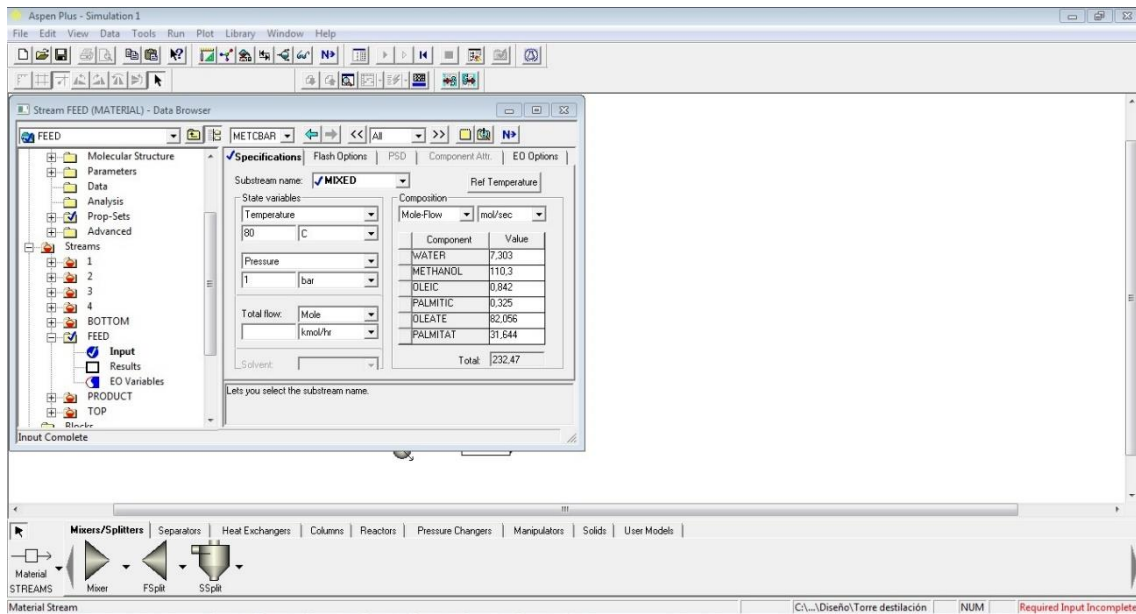 Aspen Plus - Simulation 1
File Edit View Data Tools Run Plot Library Window Help
N>
Stream FEED (MATERIAL) - Data Browser
FEED METCBAR << All >> N>
Molecular Structure
Parameters
Data
Analysis
Prop-Sets
Advanced
Streams
1
2
3
4
BOTTOM
FEED
Input
Results
EO Variables
PRODUCT
TOP
Blocks
Specifications Flash Options PSD Component Attr. EO Options
Substream name: MIXED Ref Temperature
State variables
Temperature
80 C
Pressure
1 bar
Total flow: Mole
kmol/hr
Solvent:
Composition
Mole-Flow mol/sec
Component Value
WATER 7,303
METHANOL 110,3
OLEIC 0,842
PALMITIC 0,325
OLEATE 82,056
PALMITAT 31,644
Total: 232,47
Lets you select the substream name.
Input Complete
Mixers/Splitters Separators Heat Exchangers Columns Reactors Pressure Changers Manipulators Solids User Models
Material
STREAMS Mixer FSplit SSplit
Material Stream C:\...\Diseño\Torre destilación NUM Required Input Incomplete